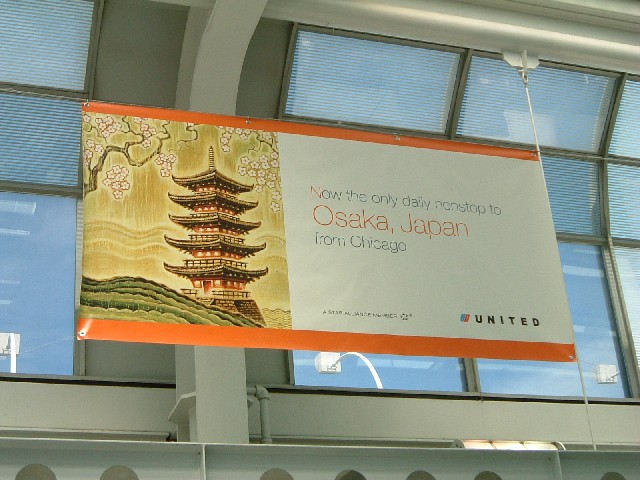 Now the only daily nonstop to
Osaka, Japan
from Chicago
A STAR ALLIANCE MEMBER
UNITED